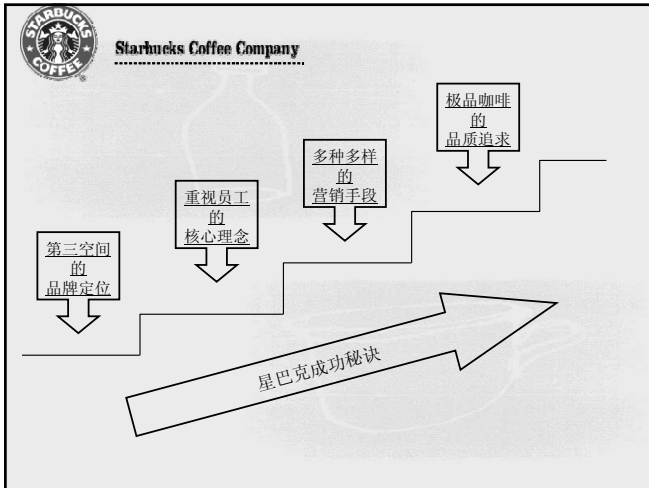 STARBUCKS
COFFEE
Starbucks Coffee Company
极品咖啡
的
品质追求
多种多样
的
营销手段
重视员工
的
核心理念
第三空间
的
品牌定位
星巴克成功秘诀